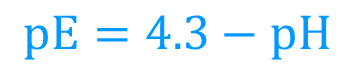 pE = 4.3 − pH